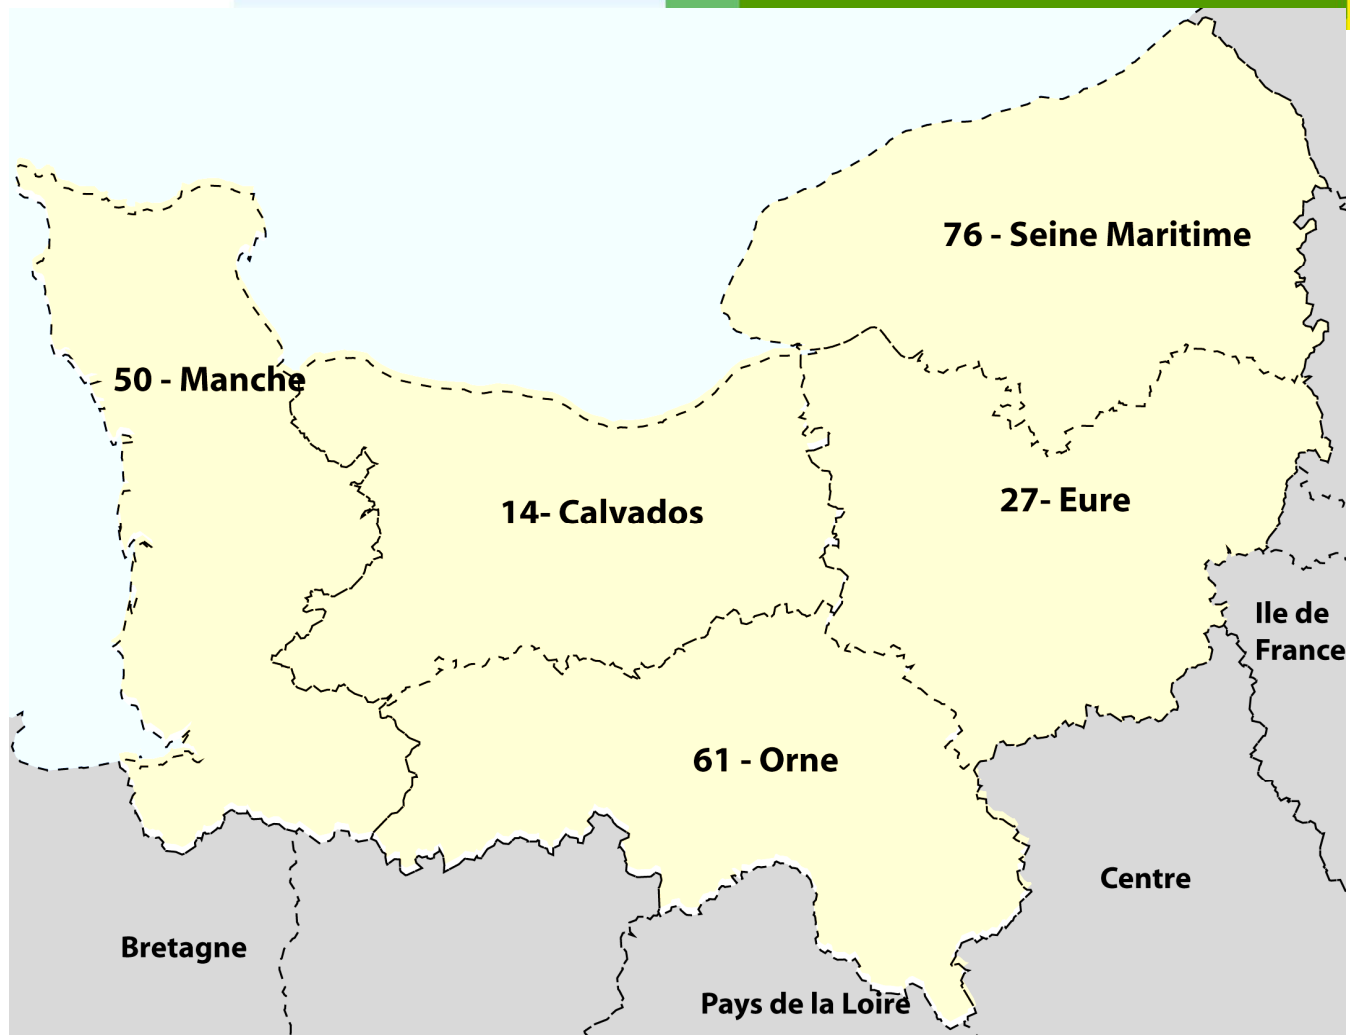 76 - Seine Maritime
50 - Manche
14- Calvados
27- Eure
Ile de
France
61 - Orne
Centre
Bretagne
Pays de la Loire